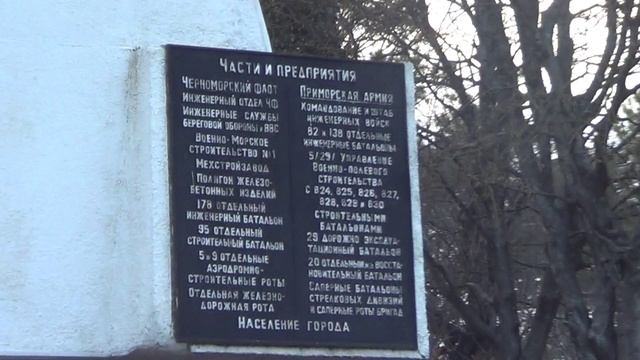 Части и предприятия
Черноморский флот
Инженерный отдел ЧФ
Инженерные службы
береговой обороны и ВВС
Военно-Морское
строительство №1
Мехстройзавод
Полигон железо-
бетонных изделий
178 отдельный
инженерный батальон
95 отдельный
строительный батальон
5 и 9 отдельные
аэродромно-
строительные роты
Отдельная железно-
дорожная рота
Приморская армия
Командование и штаб
инженерных войск
82 и 138 отдельные
инженерные батальоны
5/29/ Управление
военно-полевого
строительства
с 824, 825, 826, 827,
828, 829 и 830
строительными
батальонами
29 дорожно эксплуа-
тационный батальон
20 отдельный восста-
новительный батальон
Саперные батальоны
стрелковых дивизий
и саперные роты бригад
Население города